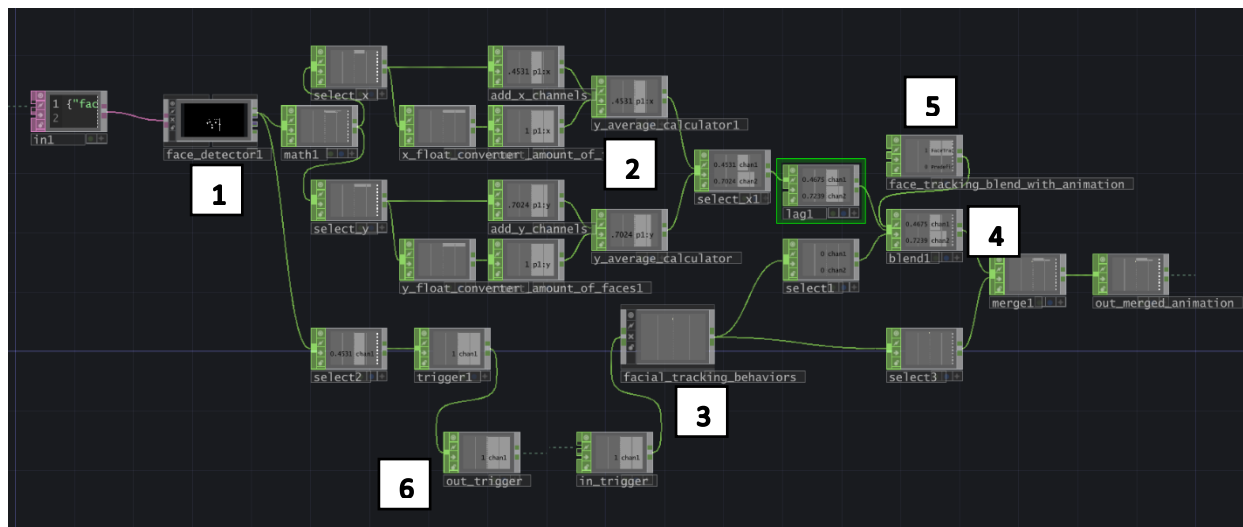 1 {"fac
2
in1
face_detector1
1
math1
select_x
.4531 p1:x
add_x_channels
x_float_converter
1 p1:x
amount_of_
.4531 p1:x
y_average_calculator1
2
select_y
.7024 p1:y
add_y_channels
y_float_converter
1 p1:y
amount_of_faces1
.7024 p1:y
y_average_calculator
0.4531 chan1
0.7024 chan2
select_x1
0.4675 chan1
0.7239 chan2
lag1
5
face_tracking_blend_with_animation
0.4675 chan1
0.7239 chan2
blend1
4
0 chan1
0 chan2
select1
merge1
out_merged_animation
0.4531 chan1
select2
1 chan1
trigger1
facial_tracking_behaviors
3
select3
1 chan1
out_trigger
6
1 chan1
in_trigger